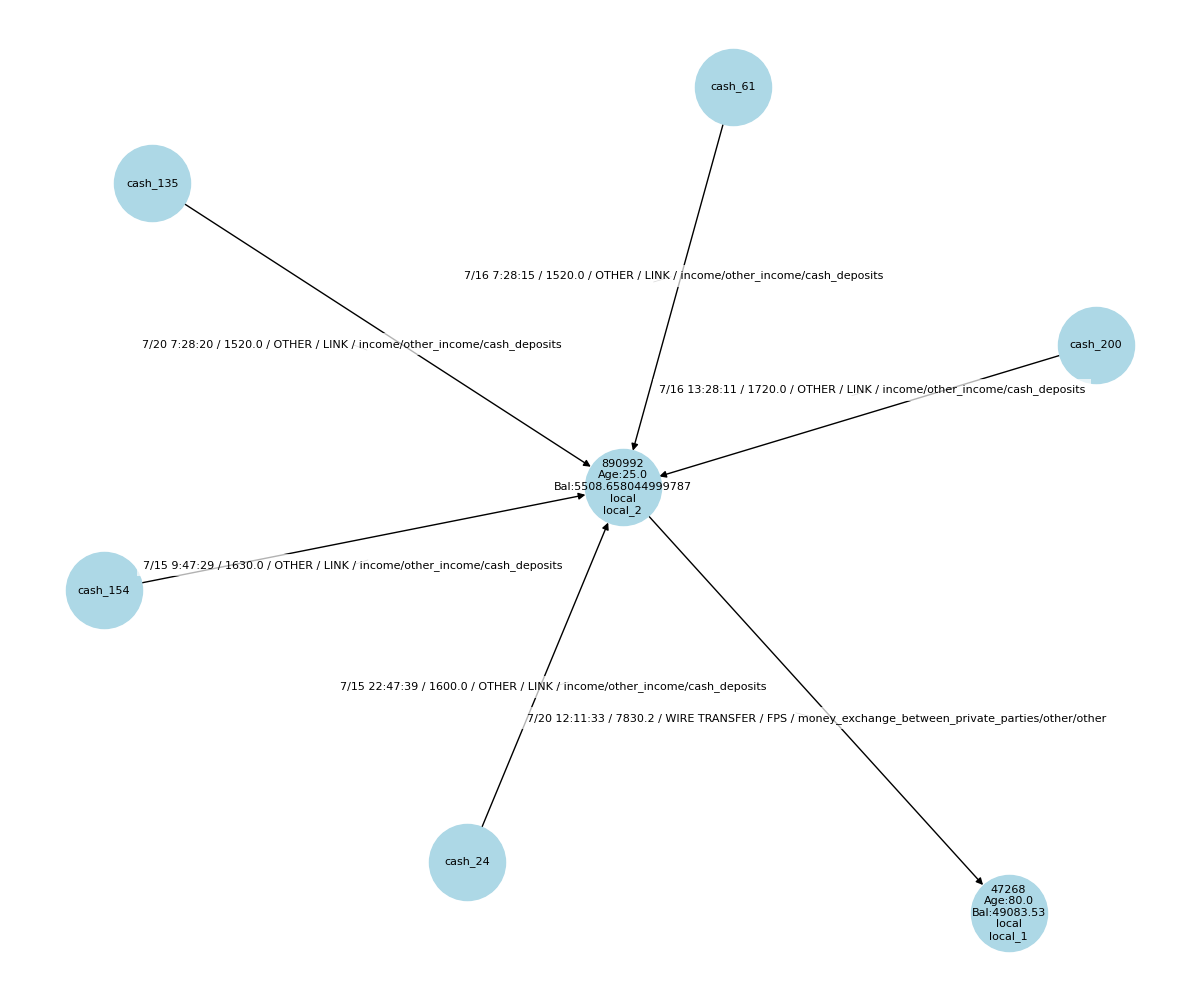 cash_61
cash_135
7/16 7:28:15 / 1520.0 / OTHER / LINK / income/other_income/cash_deposits
7/20 7:28:20 / 1520.0 / OTHER / LINK / income/other_income/cash_deposits
cash_200
7/16 13:28:11 / 1720.0 / OTHER / LINK / income/other_income/cash_deposits
890992
Age:25.0
Bal:5508.658044999787
local
local_2
7/15 9:47:29 / 1630.0 / OTHER / LINK / income/other_income/cash_deposits
cash_154
7/15 22:47:39 / 1600.0 / OTHER / LINK / income/other_income/cash_deposits
7/20 12:11:33 / 7830.2 / WIRE TRANSFER / FPS / money_exchange_between_private_parties/other/other
cash_24
47268
Age:80.0
Bal:49083.53
local
local_1